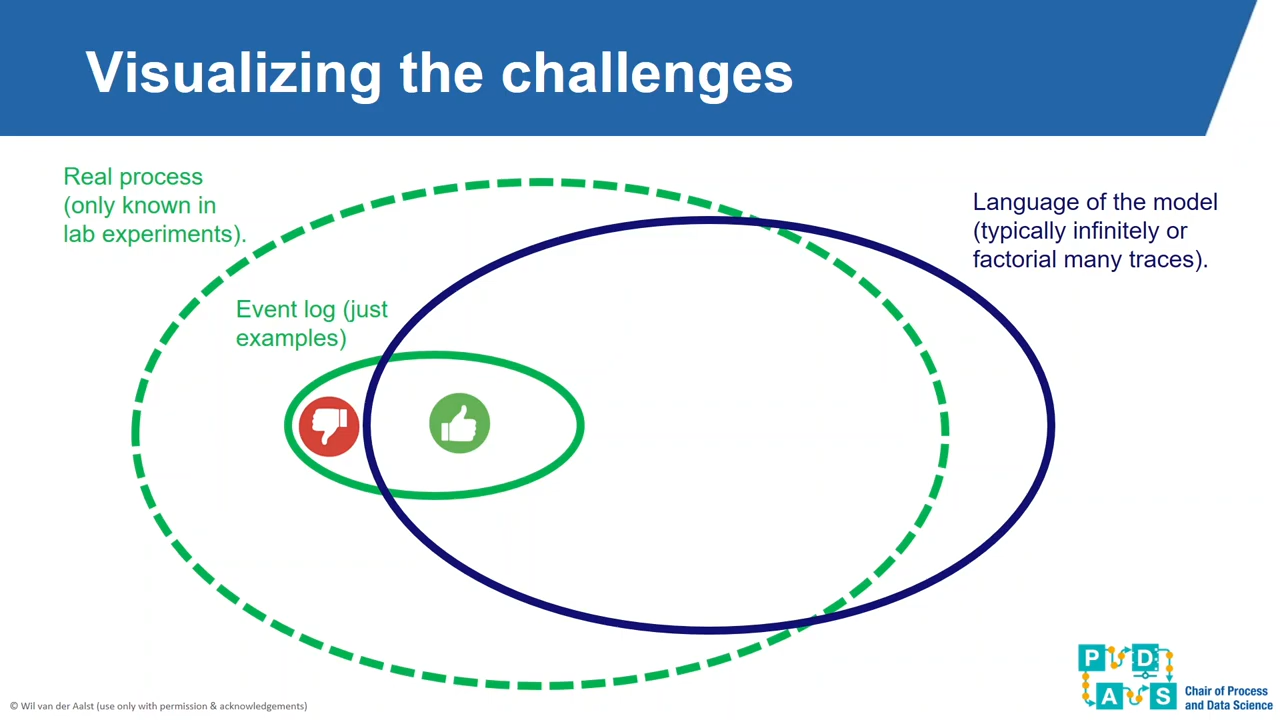 Visualizing the challenges
Real process
(only known in
lab experiments).
Language of the model
(typically infinitely or
factorial many traces).
Event log (just
examples)
P D
A S
Chair of Process
and Data Science
© Wil van der Aalst (use only with permission & acknowledgements)